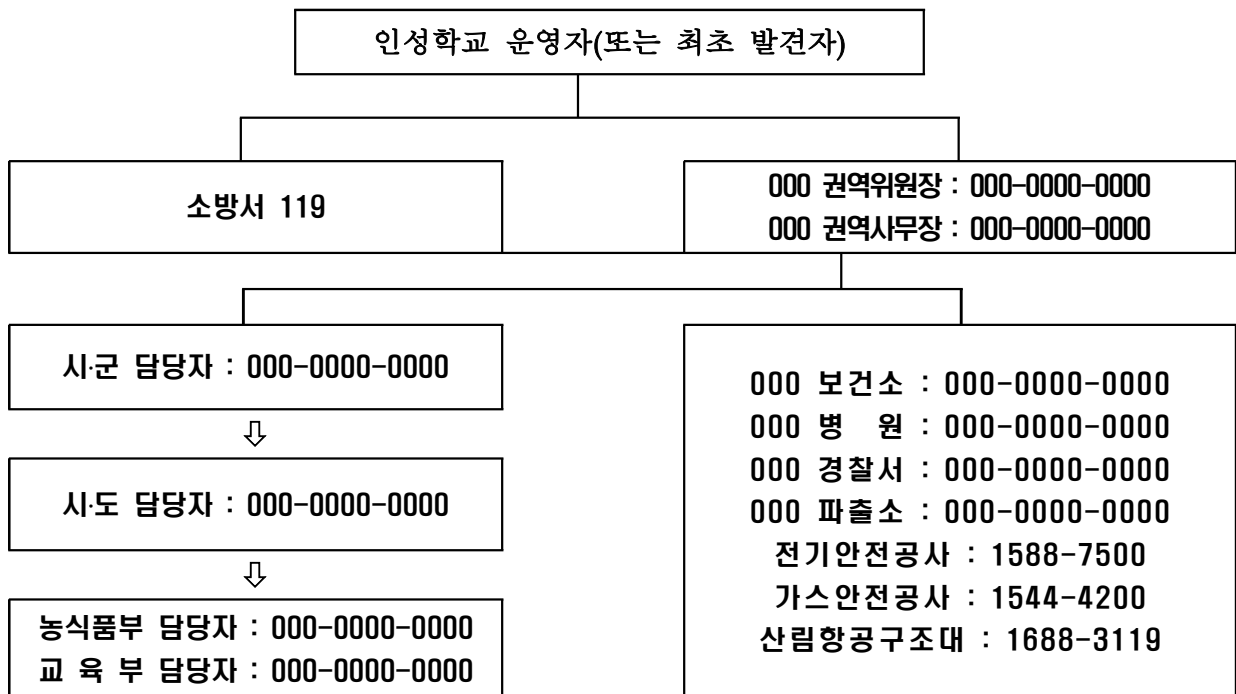 인성학교 운영자(또는 최초 발견자)
소방서 119
000 권역위원장 : 000-0000-0000
000 권역사무장 : 000-0000-0000
시·군 담당자 : 000-0000-0000
⇩
시·도 담당자 : 000-0000-0000
⇩
농식품부 담당자 : 000-0000-0000
교 육 부 담당자 : 000-0000-0000
000 보건소 : 000-0000-0000
000 병 원 : 000-0000-0000
000 경찰서 : 000-0000-0000
000 파출소 : 000-0000-0000
전기안전공사 : 1588-7500
가스안전공사 : 1544-4200
산림항공구조대 : 1688-3119